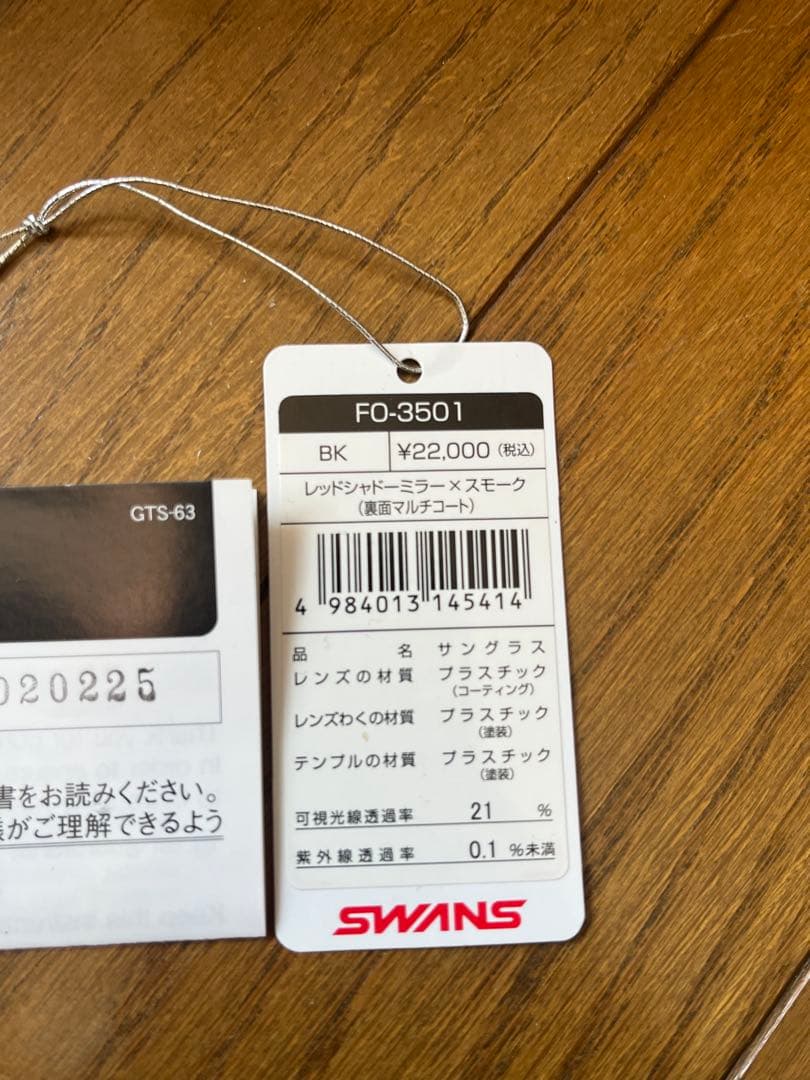 FO-3501
BK ¥22,000 (税込)
レッドシャドーミラー×スモーク
(裏面マルチコート)
4 984013 145414
品名 サングラス
レンズの材質 プラスチック
(コーティング)
レンズわくの材質 プラスチック
(塗装)
テンプルの材質 プラスチック
(塗装)
可視光線透過率 21 %
紫外線透過率 0.1 %未満
SWANS
GTS-63
020225
書をお読みください。
がご理解できるよう